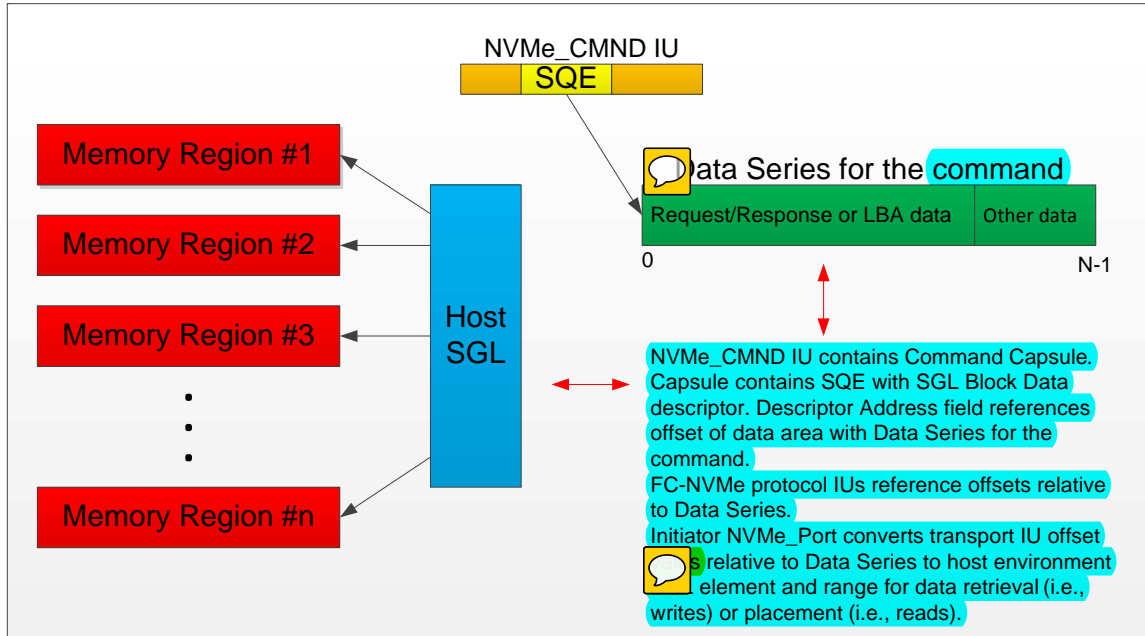 NVMe_CMND IU
SQE
Memory Region #1
Memory Region #2
Memory Region #3
Memory Region #n
Host
SGL
Data Series for the command
Request/Response or LBA data
Other data
0
N-1
NVMe_CMND IU contains Command Capsule.
Capsule contains SQE with SGL Block Data
descriptor. Descriptor Address field references
offset of data area with Data Series for the
command.
FC-NVMe protocol IUs reference offsets relative
to Data Series.
Initiator NVMe_Port converts transport IU offset
relative to Data Series to host environment
element and range for data retrieval (i.e.,
writes) or placement (i.e., reads).